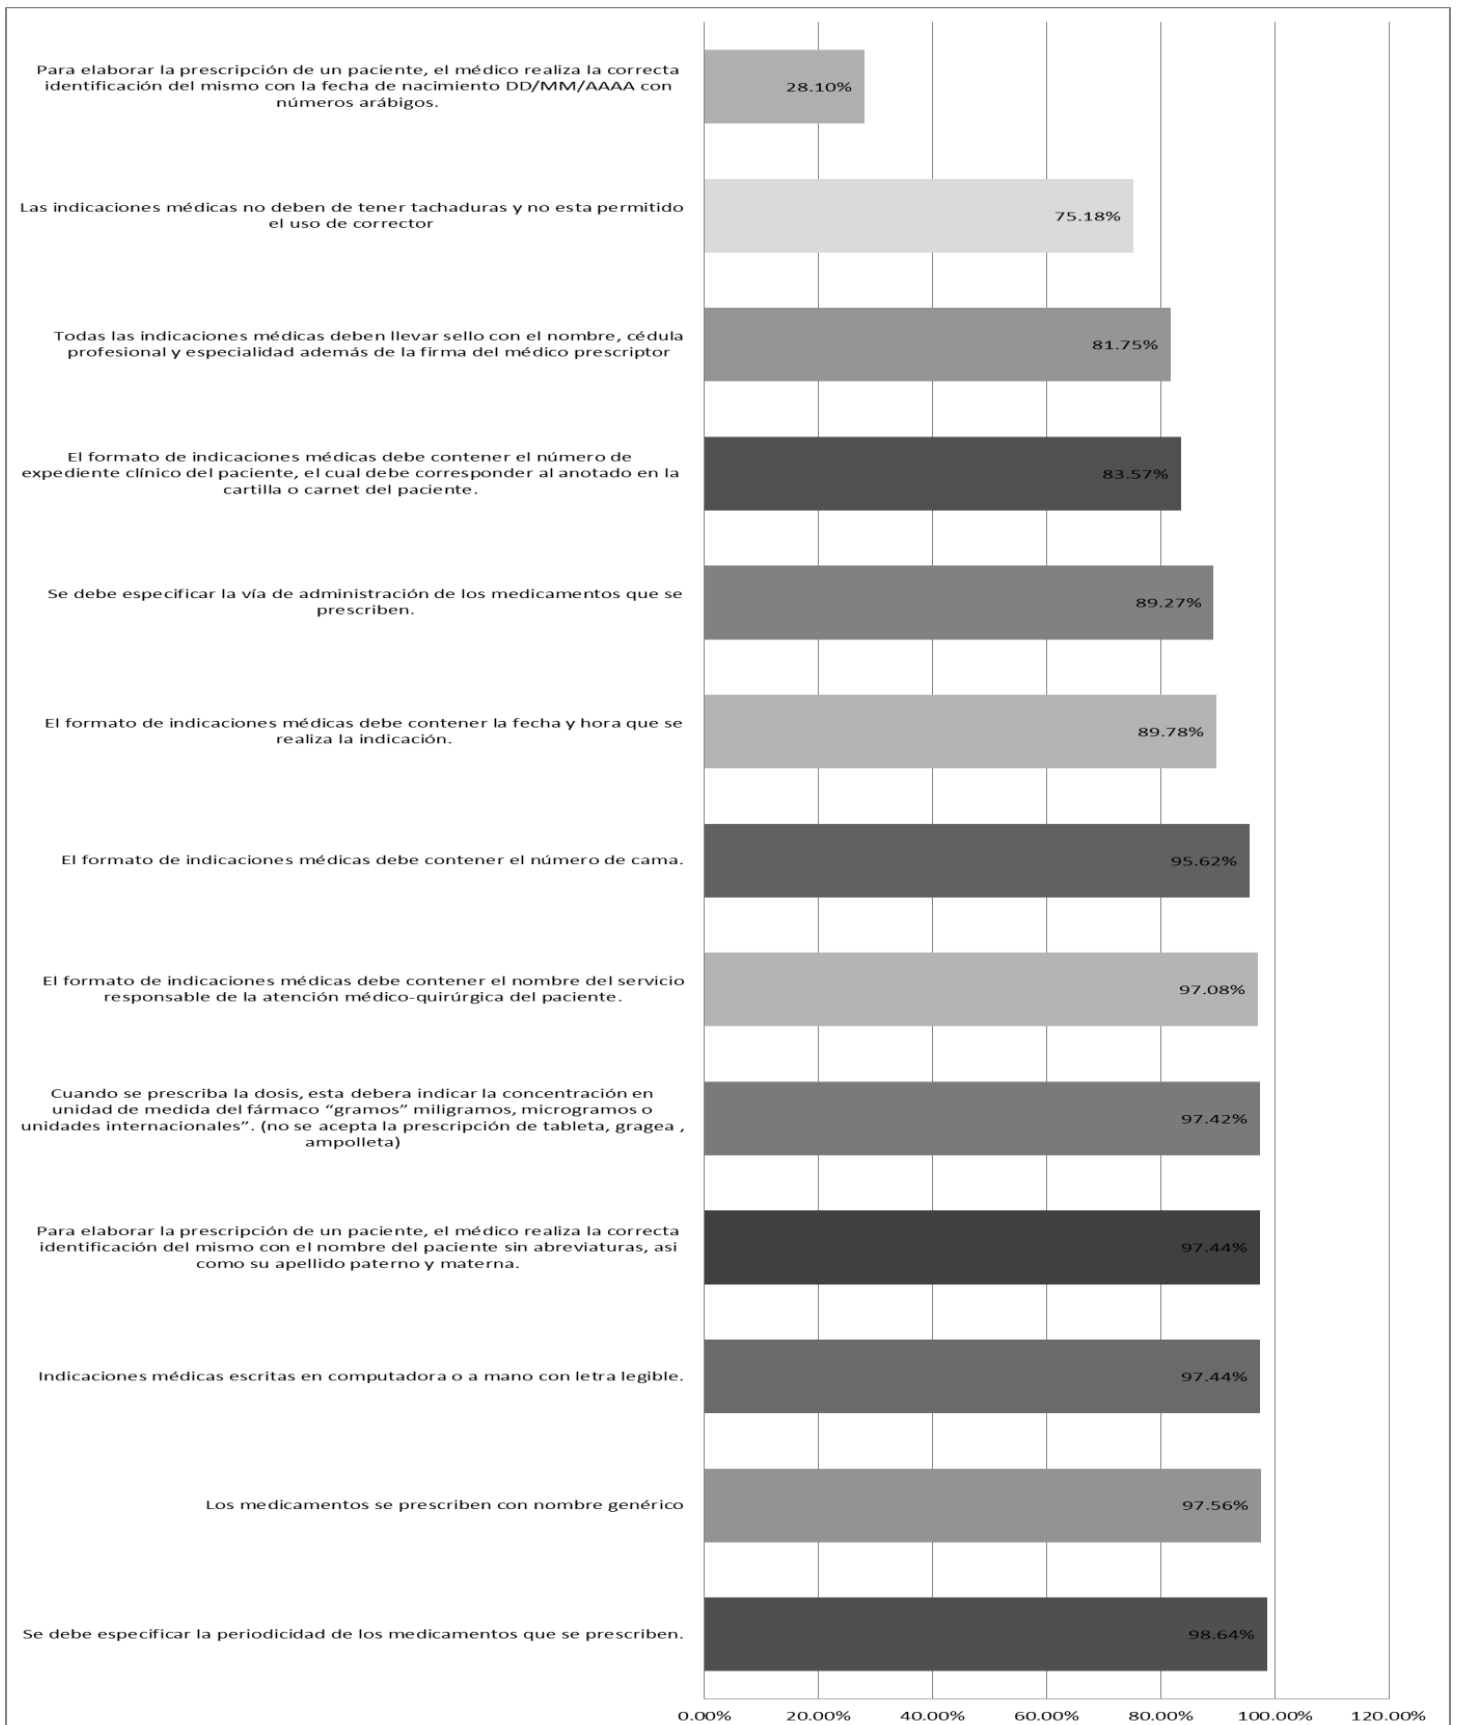 Para elaborar la prescripción de un paciente, el médico realiza la correcta
identificación del mismo con la fecha de nacimiento DD/MM/AAAA con
números arábigos.
28.10%
Las indicaciones médicas no deben de tener tachaduras y no esta permitido
el uso de corrector
75.18%
Todas las indicaciones médicas deben llevar sello con el nombre, cédula
profesional y especialidad además de la firma del médico prescriptor
81.75%
El formato de indicaciones médicas debe contener el número de
expediente clínico del paciente, el cual debe corresponder al anotado en la
cartilla o carnet del paciente.
83.57%
Se debe especificar la vía de administración de los medicamentos que se
prescriben.
89.27%
El formato de indicaciones médicas debe contener la fecha y hora que se
realiza la indicación.
89.78%
El formato de indicaciones médicas debe contener el número de cama.
95.62%
El formato de indicaciones médicas debe contener el nombre del servicio
responsable de la atención médico-quirúrgica del paciente.
97.08%
Cuando se prescriba la dosis, esta debera indicar la concentración en
unidad de medida del fármaco “gramos” miligramos, microgramos o
unidades internacionales”. (no se acepta la prescripción de tableta, gragea ,
ampolleta)
97.42%
Para elaborar la prescripción de un paciente, el médico realiza la correcta
identificación del mismo con el nombre del paciente sin abreviaturas, asi
como su apellido paterno y materna.
97.44%
Indicaciones médicas escritas en computadora o a mano con letra legible.
97.44%
Los medicamentos se prescriben con nombre genérico
97.56%
Se debe especificar la periodicidad de los medicamentos que se prescriben.
98.64%
0.00% 20.00% 40.00% 60.00% 80.00% 100.00% 120.00%